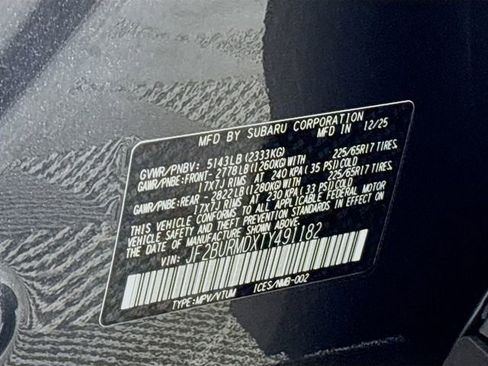 MFD BY SUBARU CORPORATION
MFD. IN 12/25
GVWR/PNBV: 5143LB (2333KG)
GAWR/PNBE: FRONT - 2778LB (1260KG) WITH 225/65R17 TIRES.
17X7J RIMS AT 240 KPA (35 PSI) COLD
GAWR/PNBE: REAR - 2822LB (1280KG) WITH 225/65R17 TIRES.
17X7J RIMS AT 230 KPA (33 PSI) COLD
THIS VEHICLE CONFORMS TO ALL APPLICABLE FEDERAL MOTOR
VEHICLE SAFETY AND THEFT PREVENTION STANDARDS IN EFFECT
ON THE DATE OF MANUFACTURE SHOWN ABOVE.
VIN: JF2BURMDXTY491182
TYPE:MPV/VTUM ICES/NMB-002